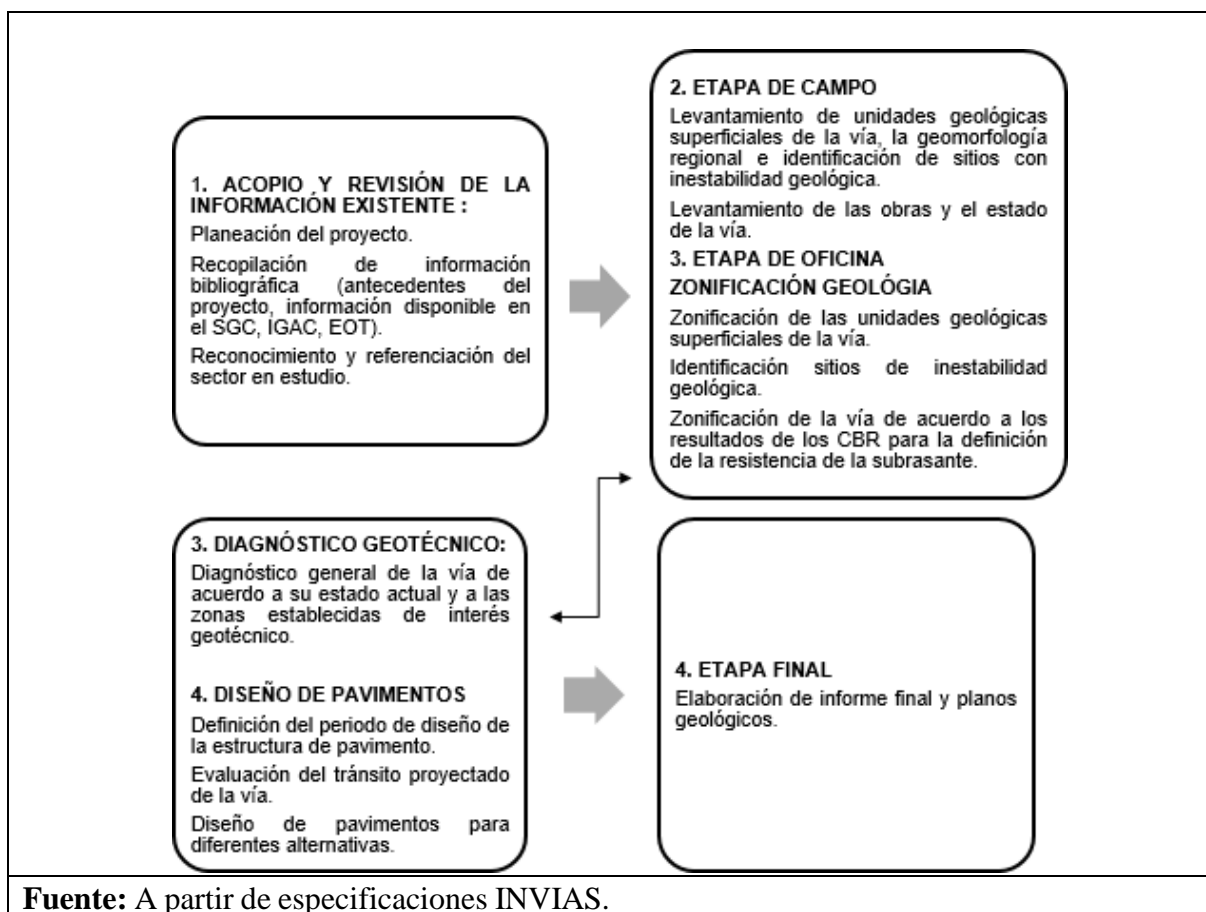 1. ACOPIO Y REVISIÓN DE LA
INFORMACIÓN EXISTENTE :
Planeación del proyecto.
Recopilación de información
bibliográfica (antecedentes del
proyecto, información disponible en
el SGC, IGAC, EOT).
Reconocimiento y referenciación del
sector en estudio.
2. ETAPA DE CAMPO
Levantamiento de unidades geológicas
superficiales de la vía, la geomorfología
regional e identificación de sitios con
inestabilidad geológica.
Levantamiento de las obras y el estado
de la vía.
3. ETAPA DE OFICINA
ZONIFICACIÓN GEOLÓGIA
Zonificación de las unidades geológicas
superficiales de la vía.
Identificación sitios de inestabilidad
geológica.
Zonificación de la vía de acuerdo a los
resultados de los CBR para la definición
de la resistencia de la subrasante.
3. DIAGNÓSTICO GEOTÉCNICO:
Diagnóstico general de la vía de
acuerdo a su estado actual y a las
zonas establecidas de interés
geotécnico.
4. DISEÑO DE PAVIMENTOS
Definición del periodo de diseño de
la estructura de pavimento.
Evaluación del tránsito proyectado
de la vía.
Diseño de pavimentos para
diferentes alternativas.
4. ETAPA FINAL
Elaboración de informe final y planos
geológicos.
Fuente: A partir de especificaciones INVIAS.